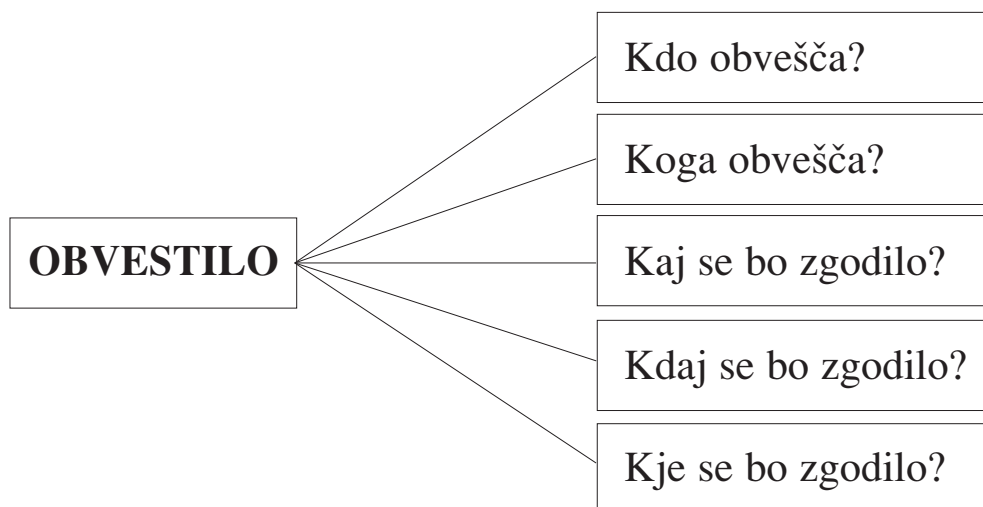 Kdo obvešča?
Koga obvešča?
OBVESTILO
Kaj se bo zgodilo?
Kdaj se bo zgodilo?
Kje se bo zgodilo?